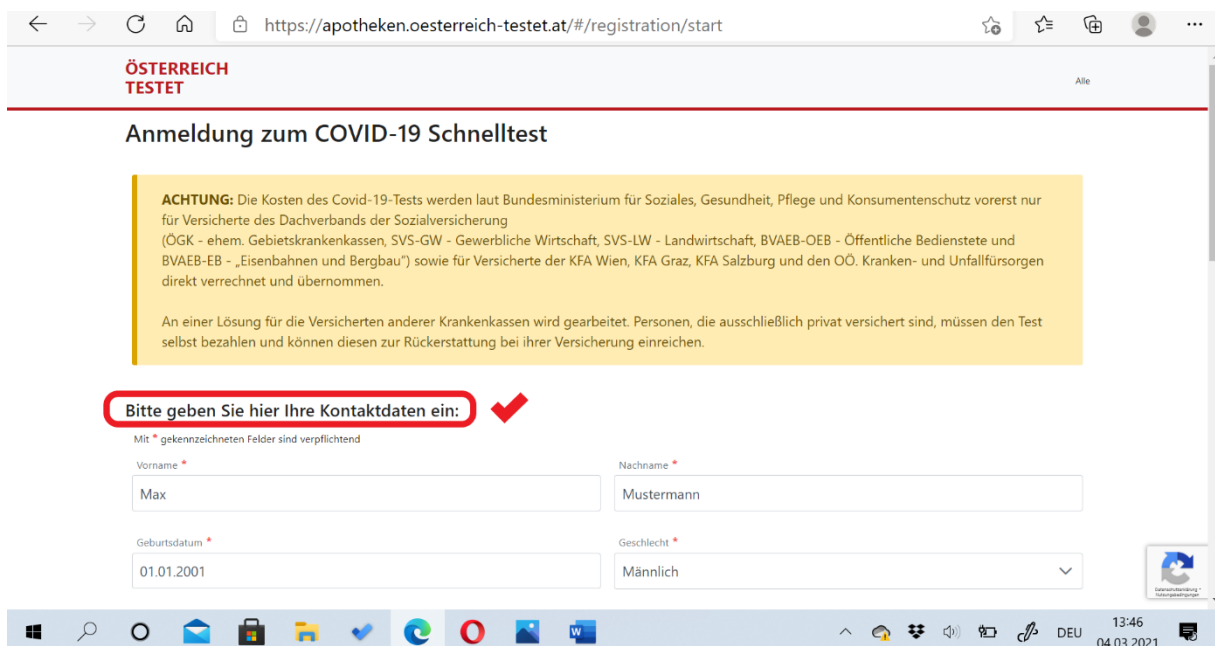 https://apotheken.oesterreich-testet.at/#/registration/start
ÖSTERREICH
TESTET
Alle
Anmeldung zum COVID-19 Schnelltest
ACHTUNG: Die Kosten des Covid-19-Tests werden laut Bundesministerium für Soziales, Gesundheit, Pflege und Konsumentenschutz vorerst nur
für Versicherte des Dachverbands der Sozialversicherung
(ÖGK - ehem. Gebietskrankenkassen, SVS-GW - Gewerbliche Wirtschaft, SVS-LW - Landwirtschaft, BVAEB-OEB - Öffentliche Bedienstete und
BVAEB-EB - „Eisenbahnen und Bergbau") sowie für Versicherte der KFA Wien, KFA Graz, KFA Salzburg und den OÖ. Kranken- und Unfallfürsorgen
direkt verrechnet und übernommen.
An einer Lösung für die Versicherten anderer Krankenkassen wird gearbeitet. Personen, die ausschließlich privat versichert sind, müssen den Test
selbst bezahlen und können diesen zur Rückerstattung bei ihrer Versicherung einreichen.
Bitte geben Sie hier Ihre Kontaktdaten ein:
Mit * gekennzeichneten Felder sind verpflichtend
Vorname *
Nachname *
Max
Mustermann
Geburtsdatum *
Geschlecht *
01.01.2001
Männlich
Datenschutzerklärung -
Nutzungsbedingungen
DEU
13:46
04.03.2021